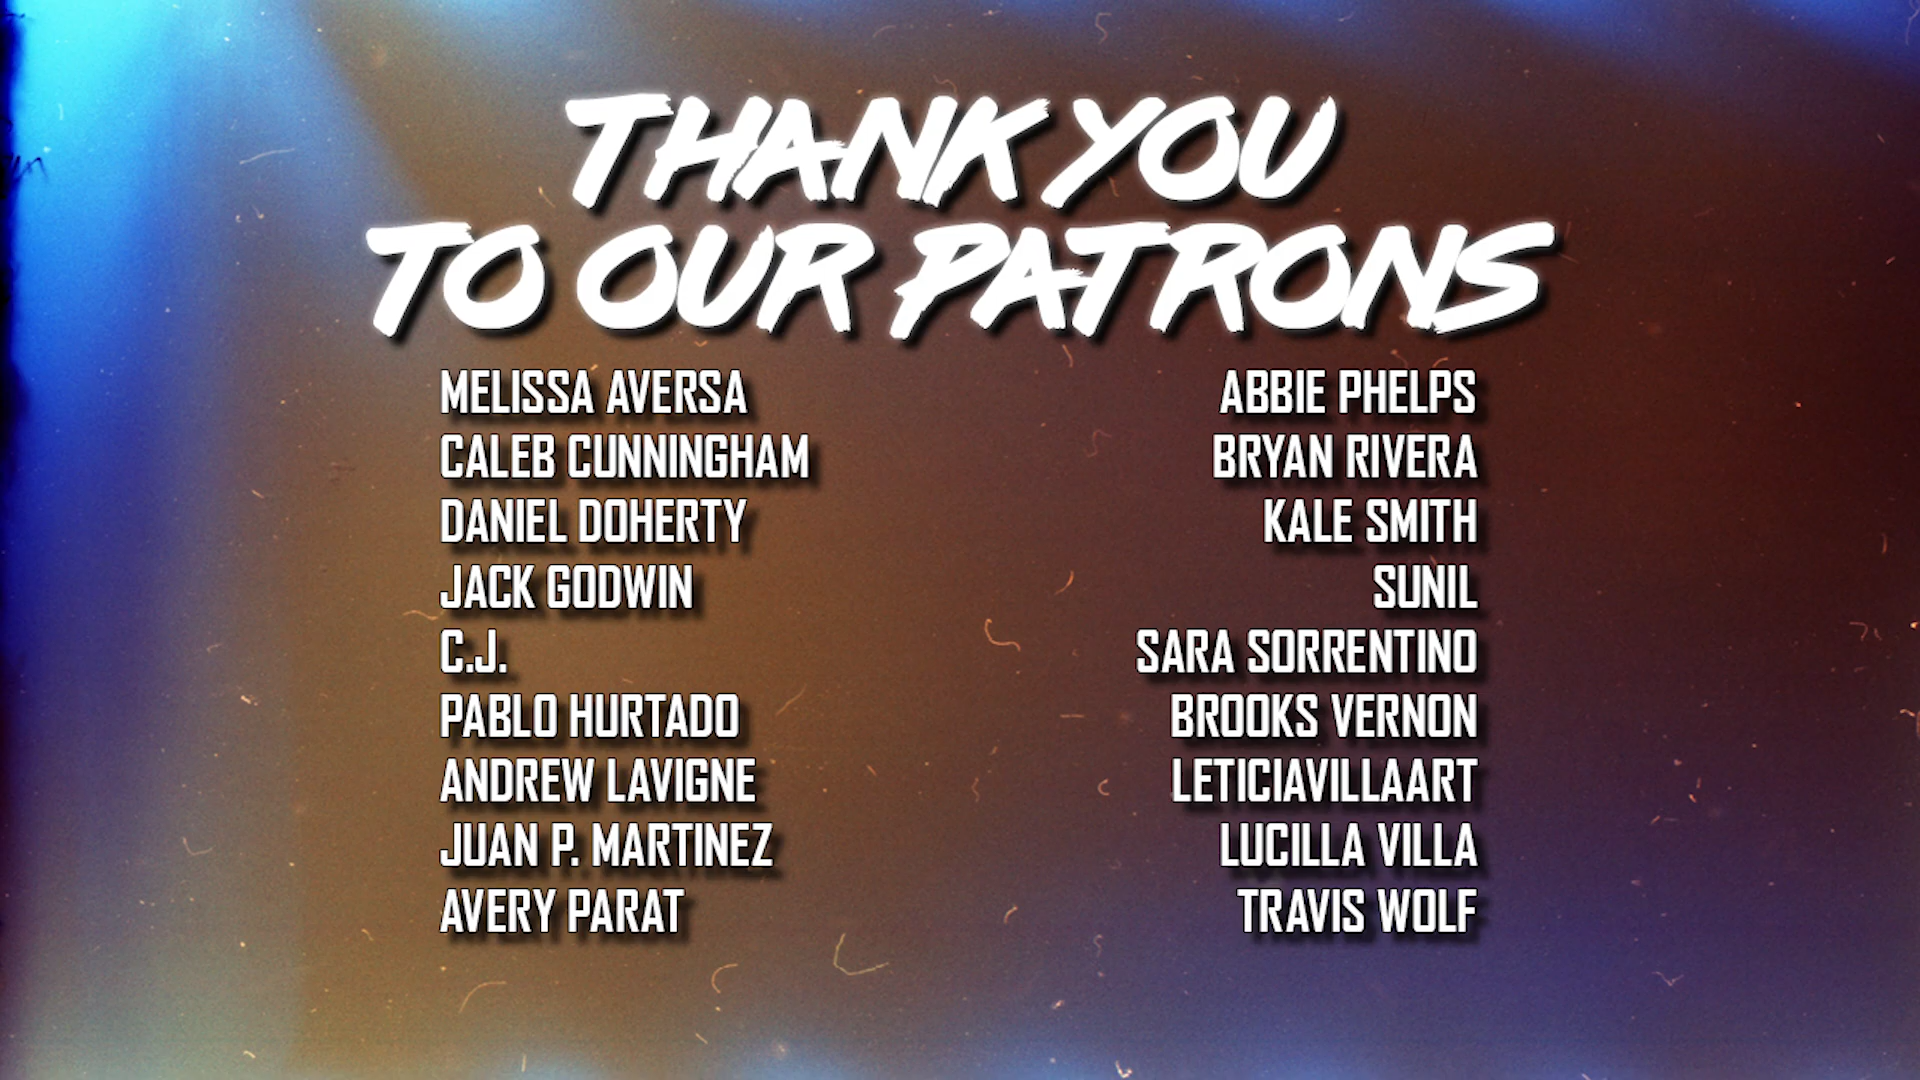 THANK YOU
TO OUR PATRONS
MELISSA AVERSA
CALEB CUNNINGHAM
DANIEL DOHERTY
JACK GODWIN
C.J.
PABLO HURTADO
ANDREW LAVIGNE
JUAN P. MARTINEZ
AVERY PARAT
ABBIE PHELPS
BRYAN RIVERA
KALE SMITH
SUNIL
SARA SORRENTINO
BROOKS VERNON
LETICIAVILLAART
LUCILLA VILLA
TRAVIS WOLF